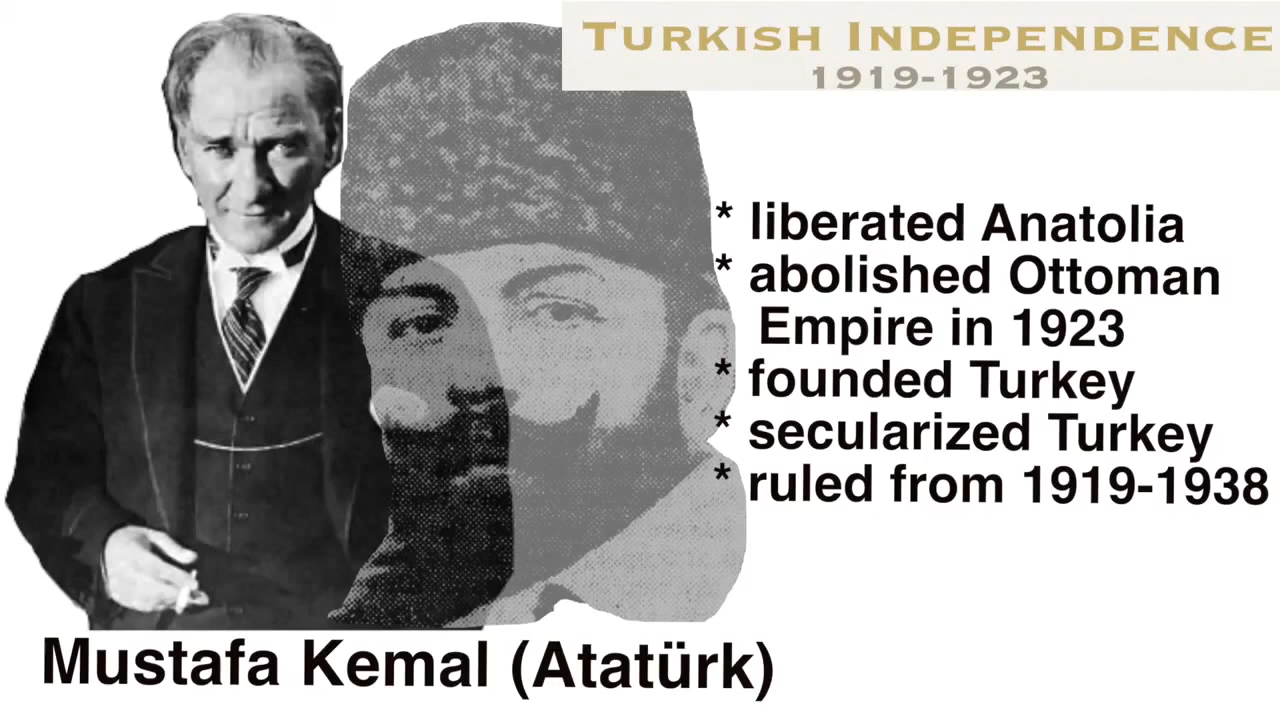 TURKISH INDEPENDENCE
1919-1923
* liberated Anatolia
* abolished Ottoman
Empire in 1923
* founded Turkey
* secularized Turkey
* ruled from 1919-1938
Mustafa Kemal (Atatürk)